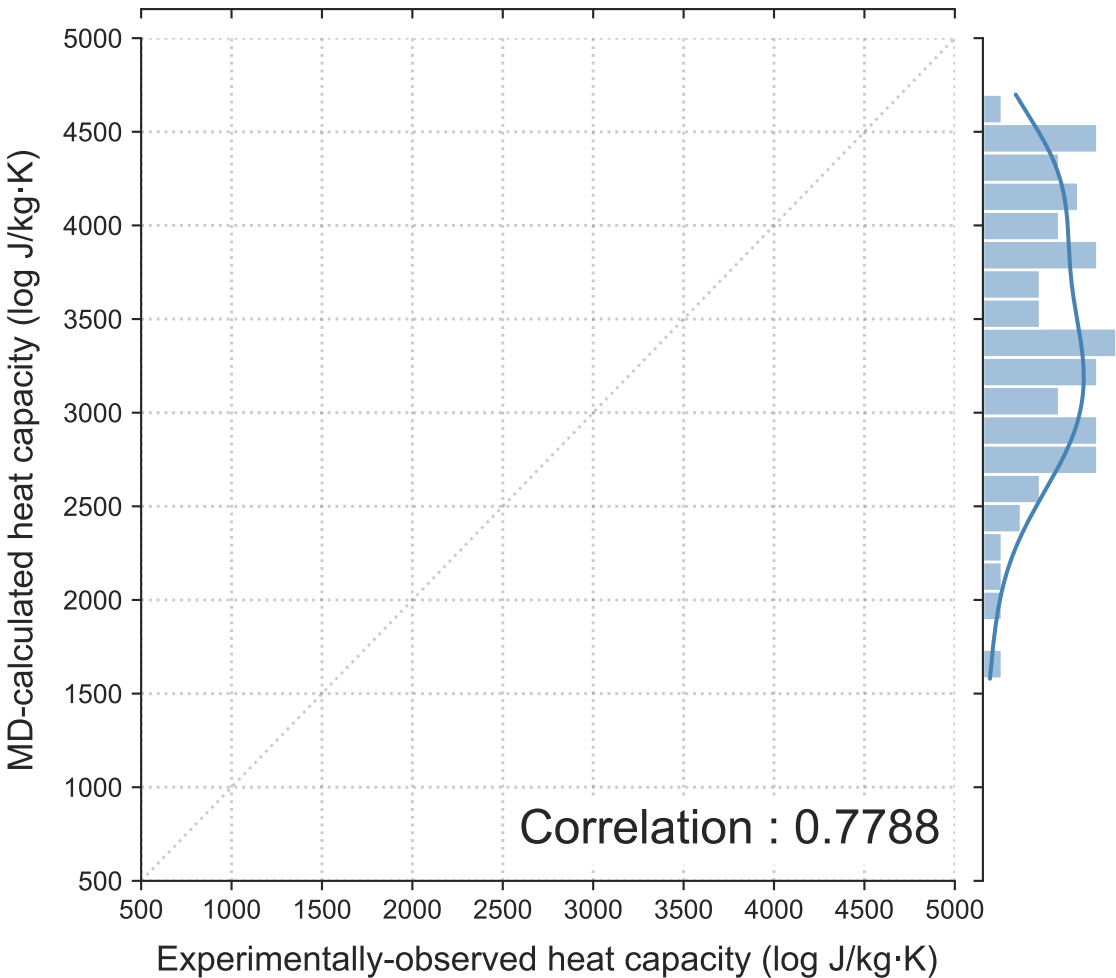 5000
4500
4000
3500
3000
2500
2000
1500
1000
500
MD-calculated heat capacity (log J/kg·K)
Correlation : 0.7788
500 1000 1500 2000 2500 3000 3500 4000 4500 5000
Experimentally-observed heat capacity (log J/kg·K)